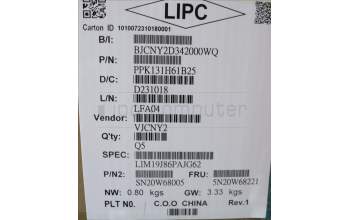 LIPC
Carton ID 1010072310180001
B/I:
BJCNY2D342000WQ
P/N:
PPK131H61B25
D/C:
D231018
L/N:
LFA04
Vendor:
VJCNY2
Q'ty:
Q5
SPEC:
LIM19J86PAJG62
P/N2: FRU:
SN20W68005 5N20W68221
NW: 0.80 kgs GW: 3.33 kgs
PLT NO. C.O.O CHINA Rev.1